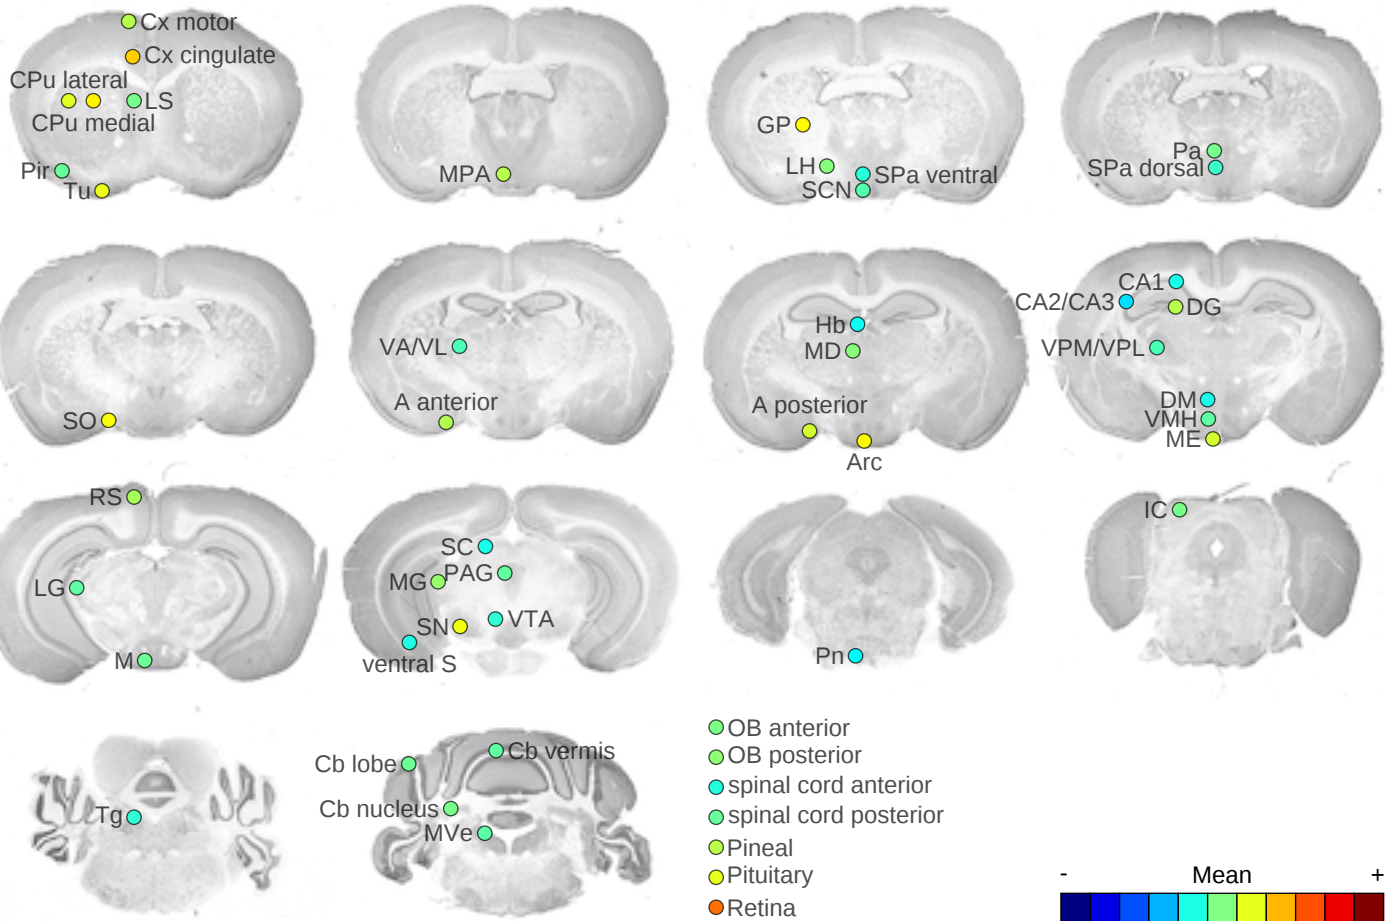 Cx motor
Cx cingulate
CPu lateral
LS
CPu medial
Pir
Tu
MPA
GP
LH
SPa ventral
SCN
Pa
SPa dorsal
SO
VA/VL
A anterior
Hb
MD
A posterior
Arc
CA1
CA2/CA3
DG
VPM/VPL
DM
VMH
ME
RS
LG
M
SC
PAG
MG
VTA
SN
ventral S
Pn
IC
Tg
Cb vermis
Cb lobe
Cb nucleus
MVe
OB anterior
OB posterior
spinal cord anterior
spinal cord posterior
Pineal
Pituitary
Retina
- Mean +